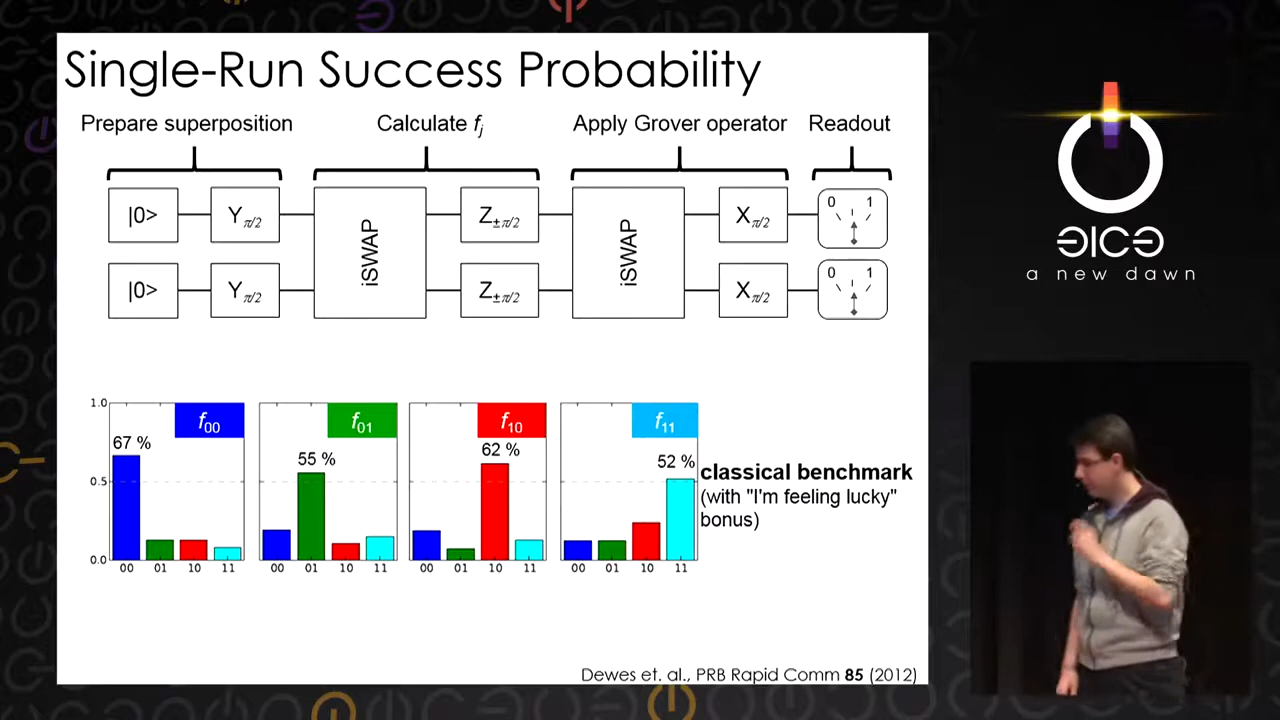 Single-Run Success Probability
Prepare superposition
Calculate fj
Apply Grover operator
Readout
|0>
Yπ/2
iSWAP
Z±π/2
iSWAP
Xπ/2
0 1
|0>
Yπ/2
Z±π/2
Xπ/2
0 1
1.0
0.5
0.0
f00
67 %
00 01 10 11
f01
55 %
00 01 10 11
f10
62 %
00 01 10 11
f11
52 %
00 01 10 11
classical benchmark
(with "I'm feeling lucky"
bonus)
Dewes et. al., PRB Rapid Comm 85 (2012)
ƎICƏ
a new dawn